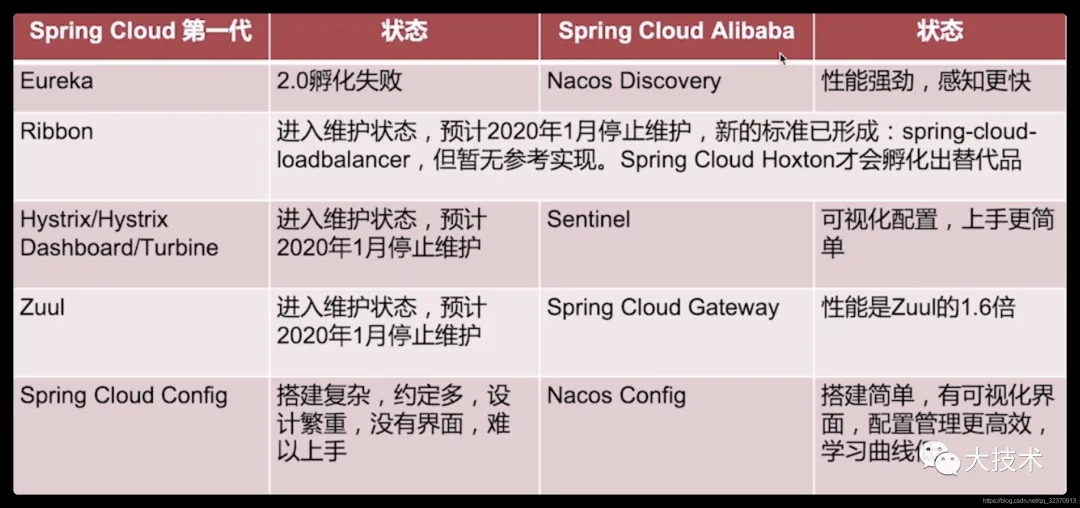 Spring Cloud 第一代
状态
Spring Cloud Alibaba
状态
Eureka
2.0孵化失败
Nacos Discovery
性能强劲，感知更快
Ribbon
进入维护状态，预计2020年1月停止维护，新的标准已形成：spring-cloud-
loadbalancer，但暂无参考实现。Spring Cloud Hoxton才会孵化出替代品
Hystrix/Hystrix
Dashboard/Turbine
进入维护状态，预计
2020年1月停止维护
Sentinel
可视化配置，上手更简
单
Zuul
进入维护状态，预计
2020年1月停止维护
Spring Cloud Gateway
性能是Zuul的1.6倍
Spring Cloud Config
搭建复杂，约定多，设
计繁重，没有界面，难
以上手
Nacos Config
搭建简单，有可视化界
面，配置管理更高效，
学习曲线
大技术
https://blog.csdn.net/qq_32370913